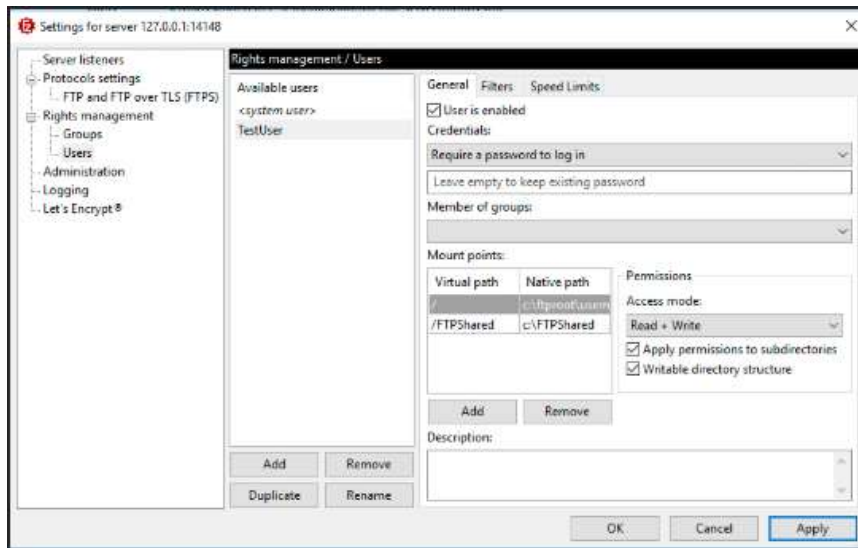 Settings for server 127.0.0.1:14148
Server listeners
Protocols settings
FTP and FTP over TLS (FTPS)
Rights management
Groups
Users
Administration
Logging
Let's Encrypt®
Rights management / Users
Available users
<system user>
TestUser
Add Remove
Duplicate Rename
General Filters Speed Limits
User is enabled
Credentials:
Require a password to log in
Leave empty to keep existing password
Member of groups:
Mount points:
Virtual path Native path
/ c:\ftproot\usern
/FTPShared c:\FTPShared
Add Remove
Permissions
Access mode:
Read + Write
Apply permissions to subdirectories
Writable directory structure
Description:
OK Cancel Apply